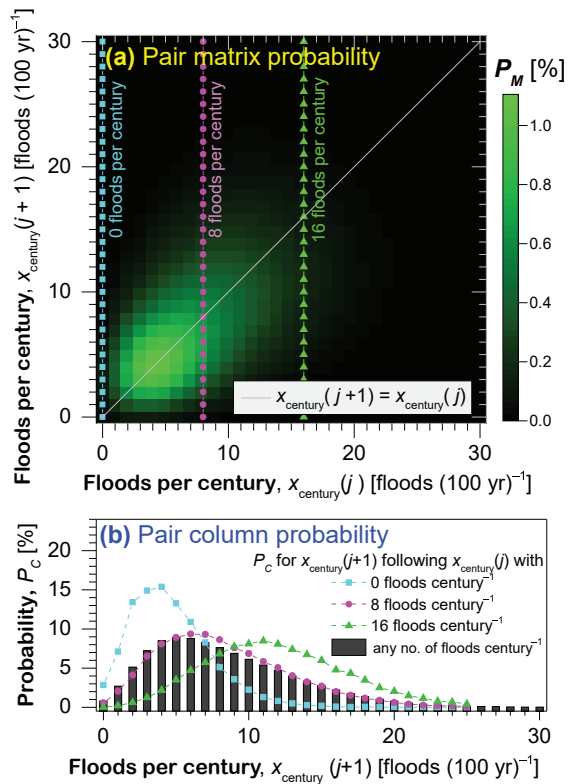 (a) Pair matrix probability
P_M [%]
30
20
10
0
Floods per century, x_century(j + 1) [floods (100 yr)⁻¹]
0 floods per century
8 floods per century
16 floods per century
1.0
0.8
0.6
0.4
0.2
0.0
x_century(j+1) = x_century(j)
0 10 20 30
Floods per century, x_century(j) [floods (100 yr)⁻¹]
(b) Pair column probability
Probability, P_C [%]
20
15
10
5
0
P_C for x_century(j+1) following x_century(j) with
0 floods century⁻¹
8 floods century⁻¹
16 floods century⁻¹
any no. of floods century⁻¹
0 10 20 30
Floods per century, x_century (j+1) [floods (100 yr)⁻¹]